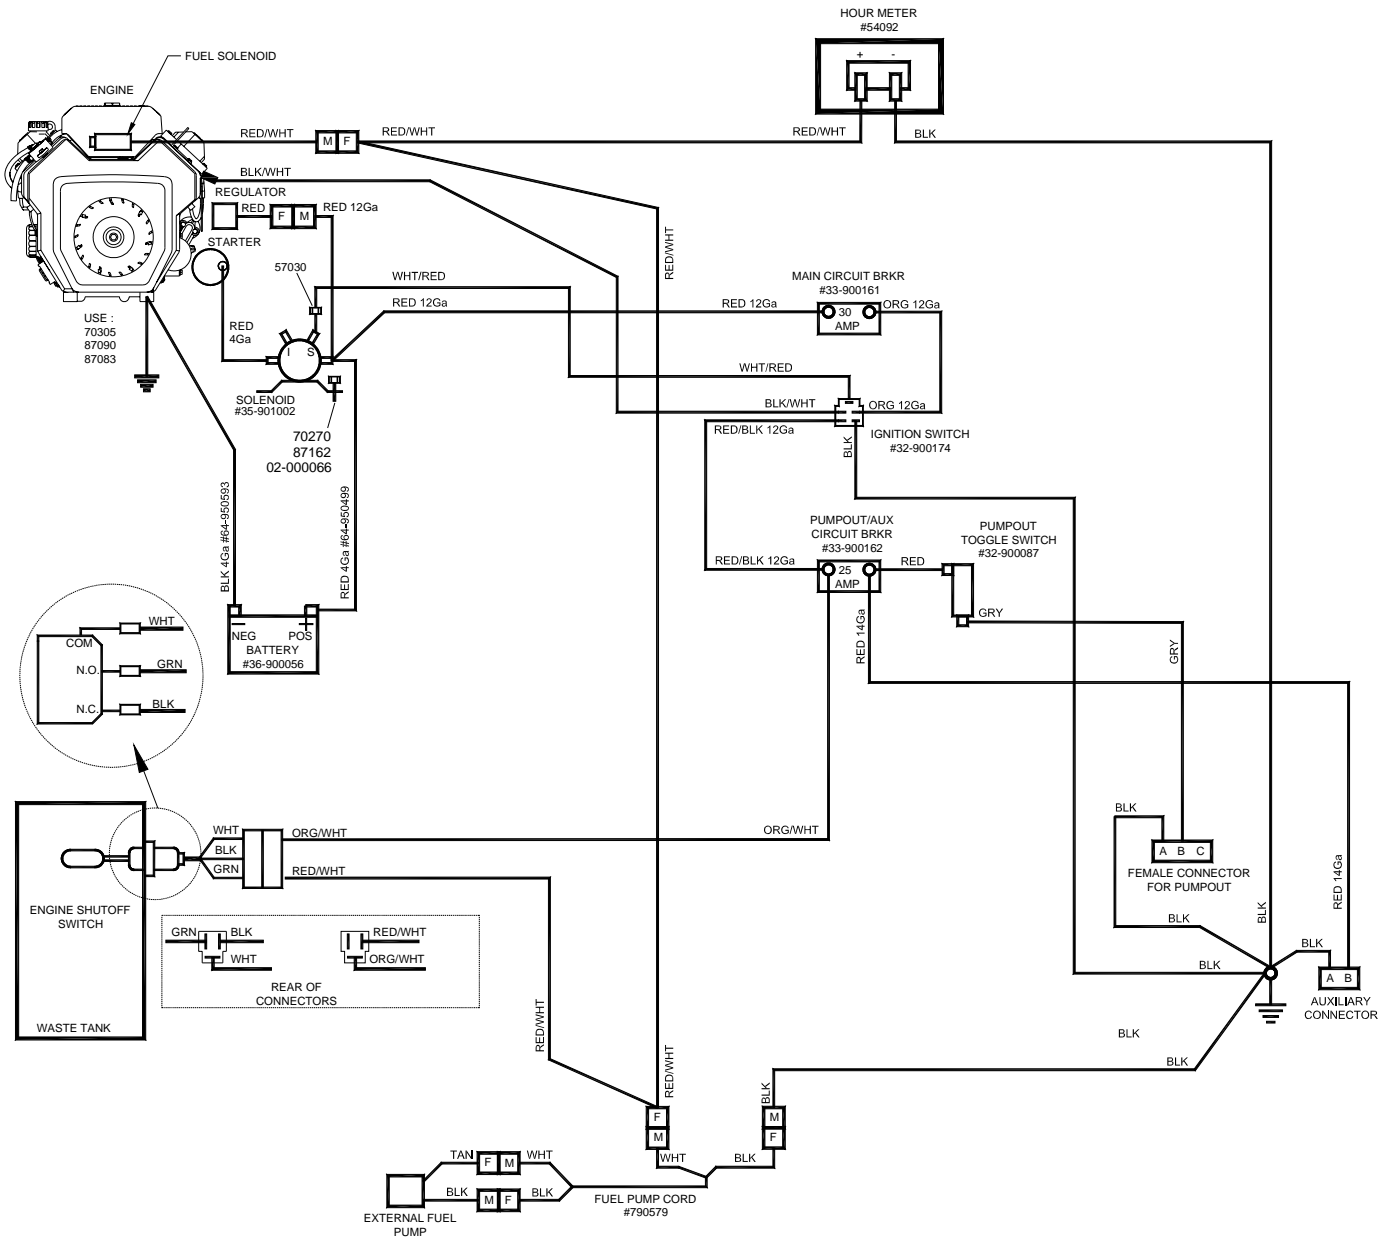 HOUR METER
#54092
+ -
FUEL SOLENOID
ENGINE
RED/WHT
M F
RED/WHT
RED/WHT
BLK
BLK/WHT
REGULATOR
RED
F M
RED 12Ga
STARTER
RED/WHT
57030
WHT/RED
MAIN CIRCUIT BRKR
#33-900161
RED 12Ga
RED 12Ga
30
AMP
ORG 12Ga
USE :
70305
87090
87083
RED
4Ga
I S
SOLENOID
#35-901002
70270
87162
02-000066
WHT/RED
BLK/WHT
ORG 12Ga
RED/BLK 12Ga
BLK
IGNITION SWITCH
#32-900174
BLK 4Ga #64-950593
RED 4Ga #64-950499
PUMPOUT/AUX
CIRCUIT BRKR
#33-900162
PUMPOUT
TOGGLE SWITCH
#32-900087
RED/BLK 12Ga
25
AMP
RED
GRY
RED 14Ga
GRY
NEG POS
BATTERY
#36-900056
COM
WHT
N.O.
GRN
N.C.
BLK
WHT
BLK
GRN
ORG/WHT
ORG/WHT
RED/WHT
BLK
A B C
FEMALE CONNECTOR
FOR PUMPOUT
RED 14Ga
ENGINE SHUTOFF
SWITCH
GRN
BLK
WHT
RED/WHT
ORG/WHT
REAR OF
CONNECTORS
WASTE TANK
BLK
BLK
BLK
BLK
A B
AUXILIARY
CONNECTOR
RED/WHT
BLK
BLK
RED/WHT
BLK
F
M
M
F
WHT
BLK
TAN
F M
WHT
BLK
M F
BLK
FUEL PUMP CORD
#790579
EXTERNAL FUEL
PUMP